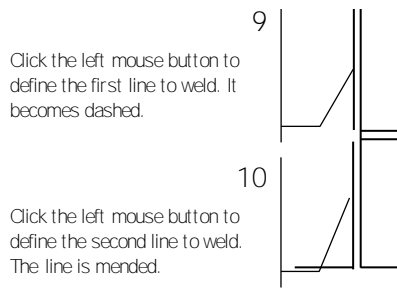 9
Click the left mouse button to
define the first line to weld. It
becomes dashed.
10
Click the left mouse button to
define the second line to weld.
The line is mended.